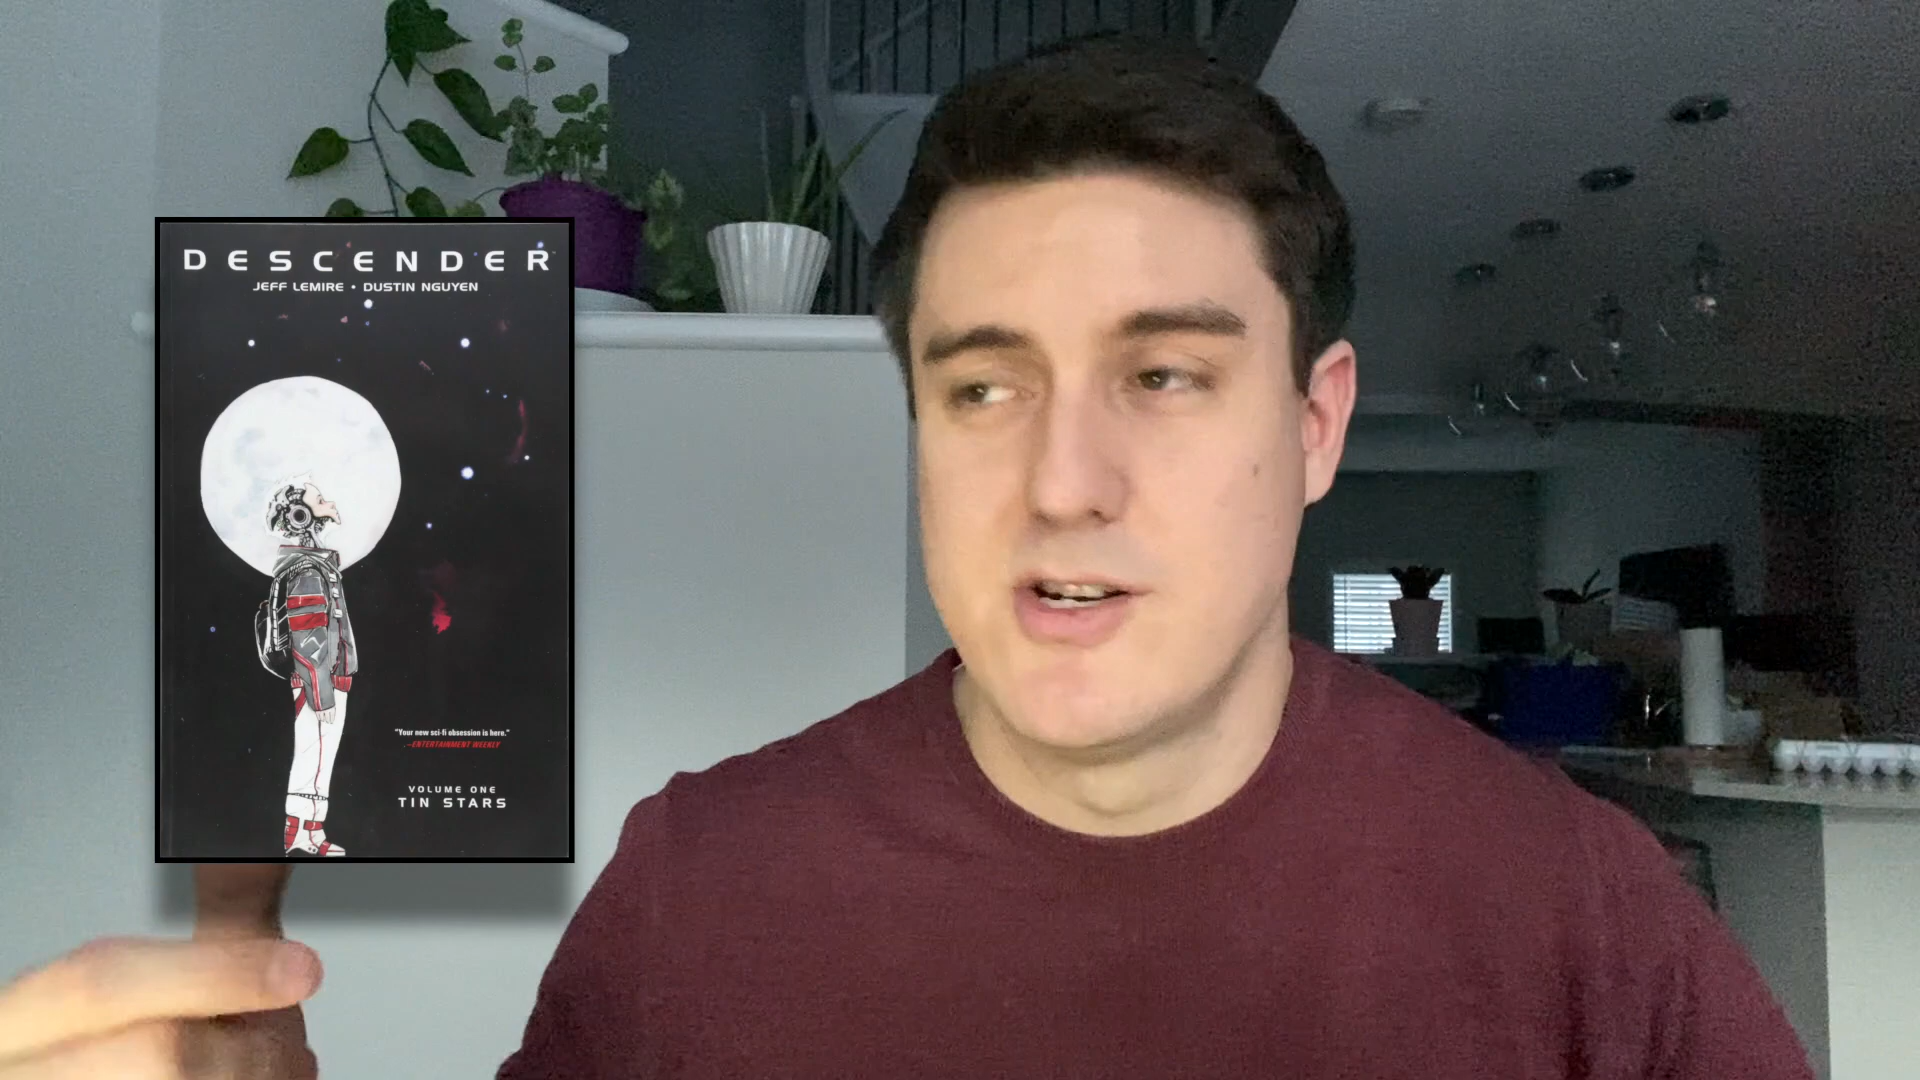 DESCENDER
JEFF LEMIRE • DUSTIN NGUYEN
"Your new sci-fi obsession is here."
—ENTERTAINMENT WEEKLY
VOLUME ONE
TIN STARS